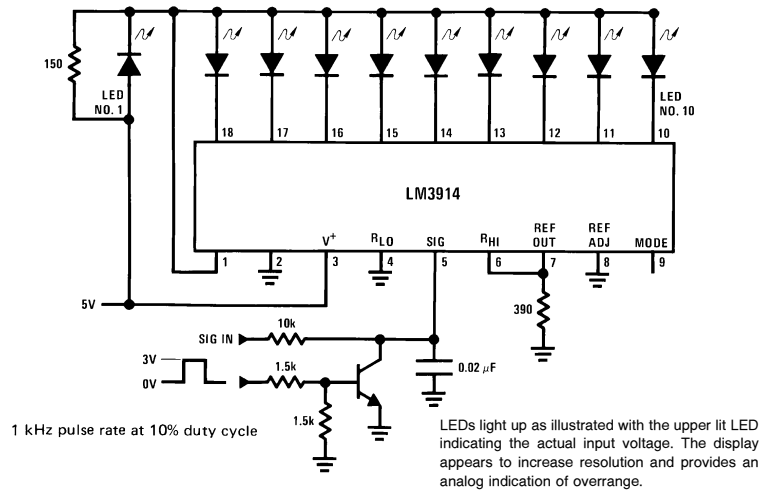 150
LED
NO. 1
LED
NO. 10
18 17 16 15 14 13 12 11 10
LM3914
V+ RLO SIG RHI REF OUT REF ADJ MODE
1 2 3 4 5 6 7 8 9
5V
390
SIG IN
10k
3V
0V
1.5k
0.02 μF
1.5k
1 kHz pulse rate at 10% duty cycle
LEDs light up as illustrated with the upper lit LED
indicating the actual input voltage. The display
appears to increase resolution and provides an
analog indication of overrange.